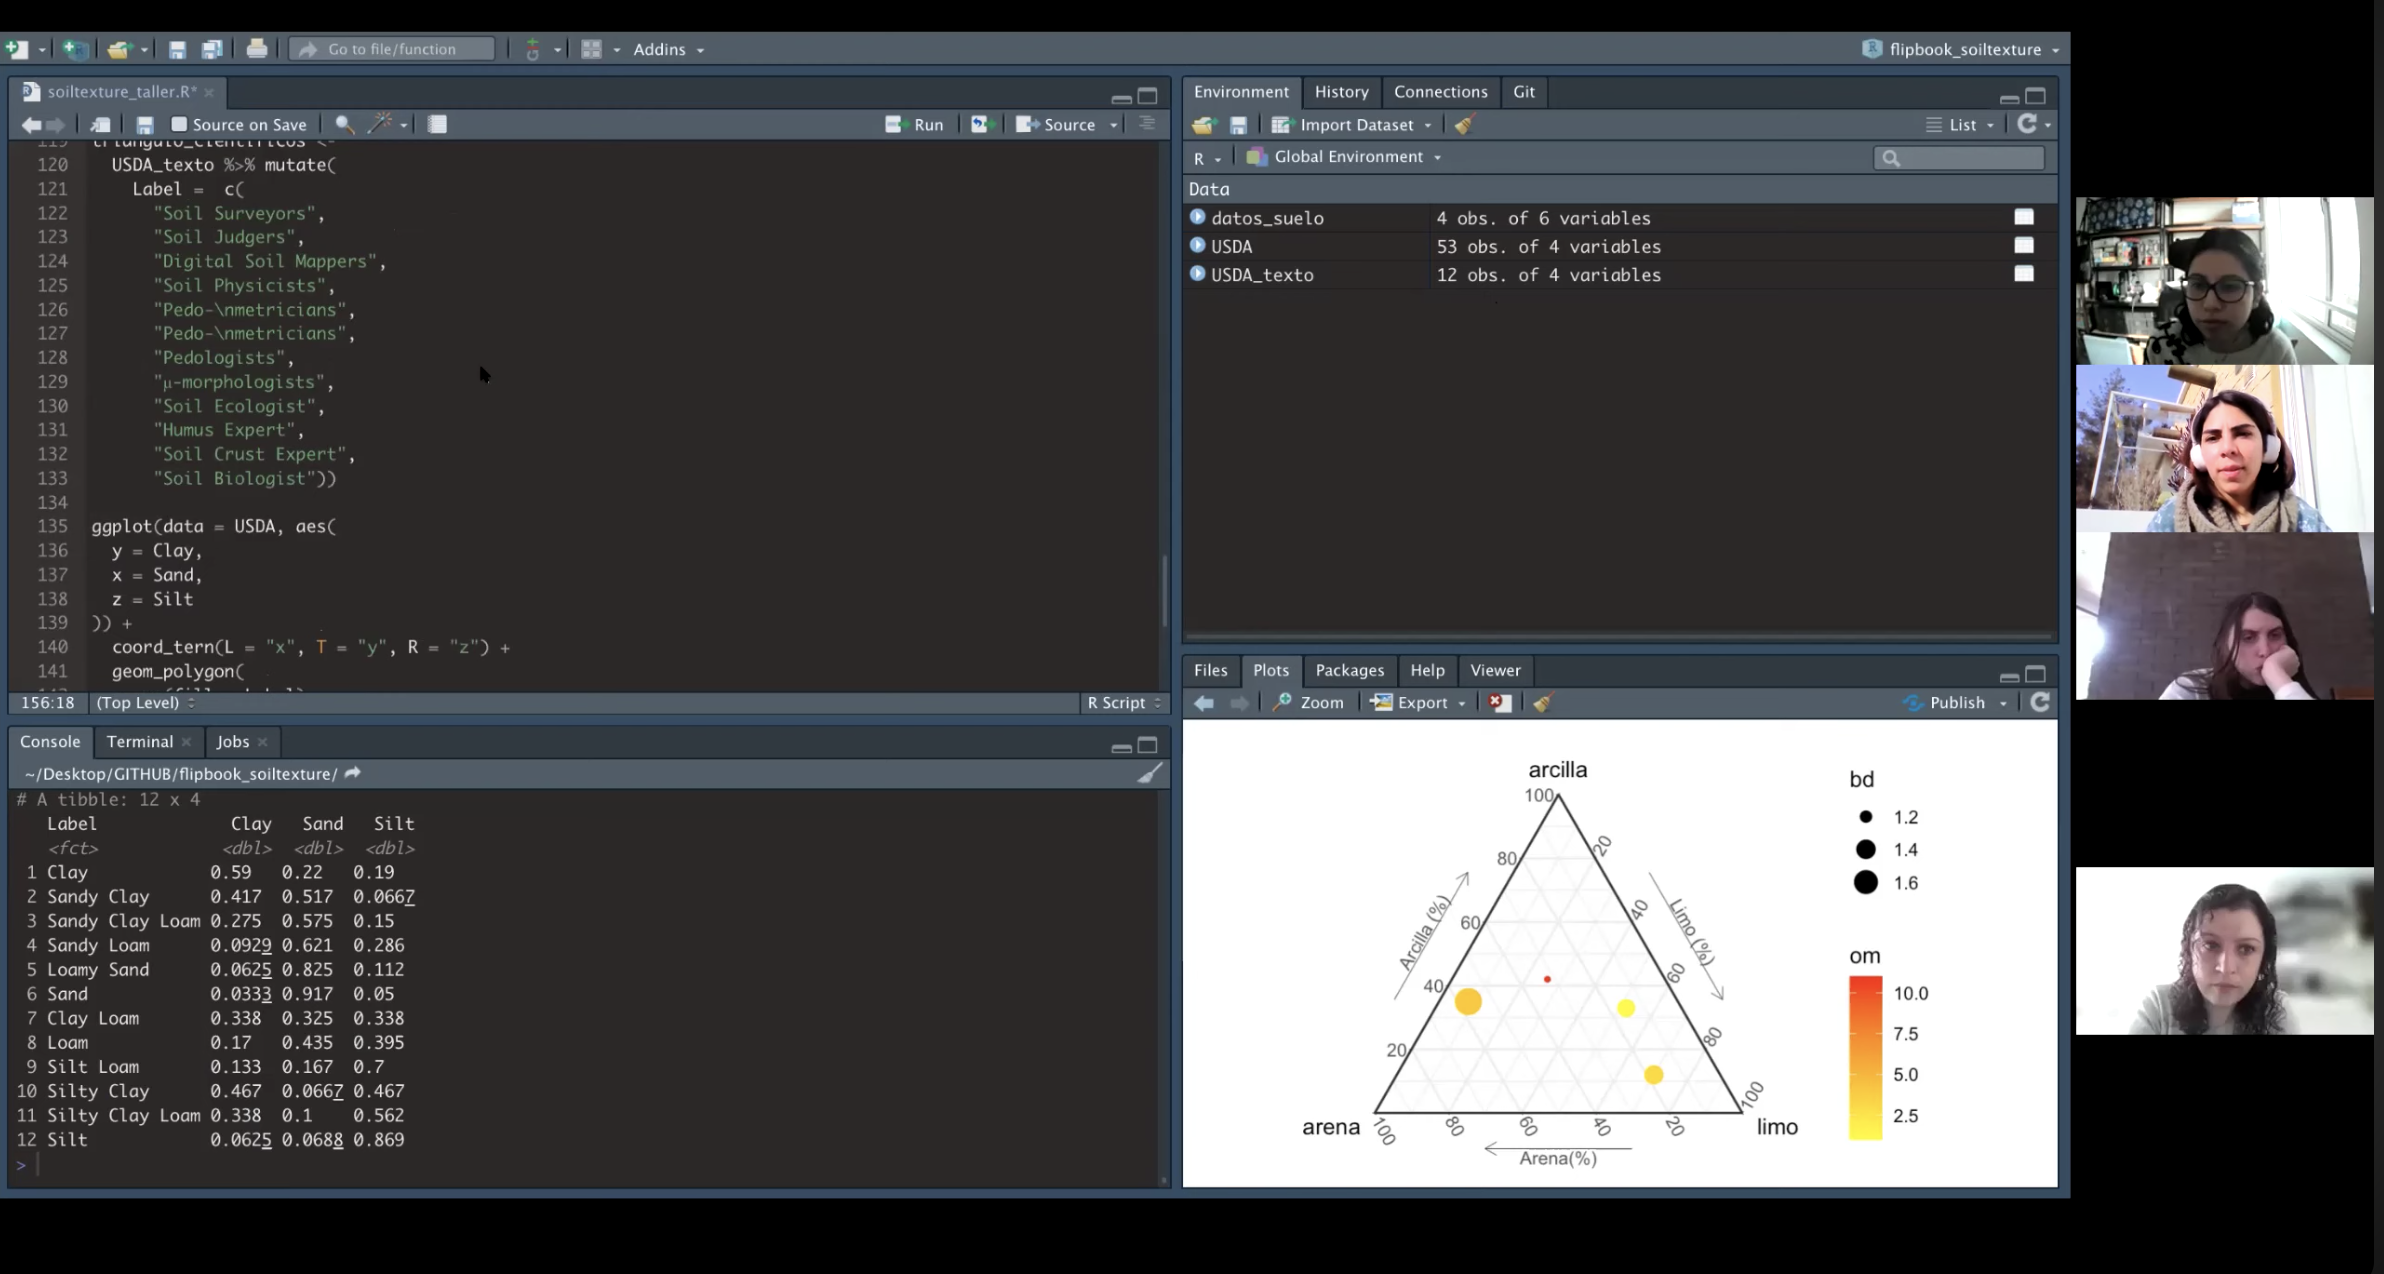 Go to file/function
Addins
flipbook_soiltexture
soiltexture_taller.R*
Source on Save
Run
Source
119 triangulo_cientificos <-
120 USDA_texto %>% mutate(
121 Label =  c(
122 "Soil Surveyors",
123 "Soil Judgers",
124 "Digital Soil Mappers",
125 "Soil Physicists",
126 "Pedo-\nmetricians",
127 "Pedo-\nmetricians",
128 "Pedologists",
129 "μ-morphologists",
130 "Soil Ecologist",
131 "Humus Expert",
132 "Soil Crust Expert",
133 "Soil Biologist"))
134
135 ggplot(data = USDA, aes(
136 y = Clay,
137 x = Sand,
138 z = Silt
139 )) +
140 coord_tern(L = "x", T = "y", R = "z") +
141 geom_polygon(
156:18 (Top Level) R Script
Console Terminal Jobs
~/Desktop/GITHUB/flipbook_soiltexture/
# A tibble: 12 x 4
Label Clay Sand Silt
<fct> <dbl> <dbl> <dbl>
1 Clay 0.59 0.22 0.19
2 Sandy Clay 0.417 0.517 0.0667
3 Sandy Clay Loam 0.275 0.575 0.15
4 Sandy Loam 0.0929 0.621 0.286
5 Loamy Sand 0.0625 0.825 0.112
6 Sand 0.0333 0.917 0.05
7 Clay Loam 0.338 0.325 0.338
8 Loam 0.17 0.435 0.395
9 Silt Loam 0.133 0.167 0.7
10 Silty Clay 0.467 0.0667 0.467
11 Silty Clay Loam 0.338 0.1 0.562
12 Silt 0.0625 0.0688 0.869
>
Environment History Connections Git
Import Dataset
List
R Global Environment
Data
datos_suelo 4 obs. of 6 variables
USDA 53 obs. of 4 variables
USDA_texto 12 obs. of 4 variables
Files Plots Packages Help Viewer
Zoom Export Publish
arcilla
100
80 20
60 40
40 60
20 80
100
Arcilla (%)
Limo (%)
arena
limo
100 80 60 40 20
Arena(%)
bd
1.2
1.4
1.6
om
10.0
7.5
5.0
2.5